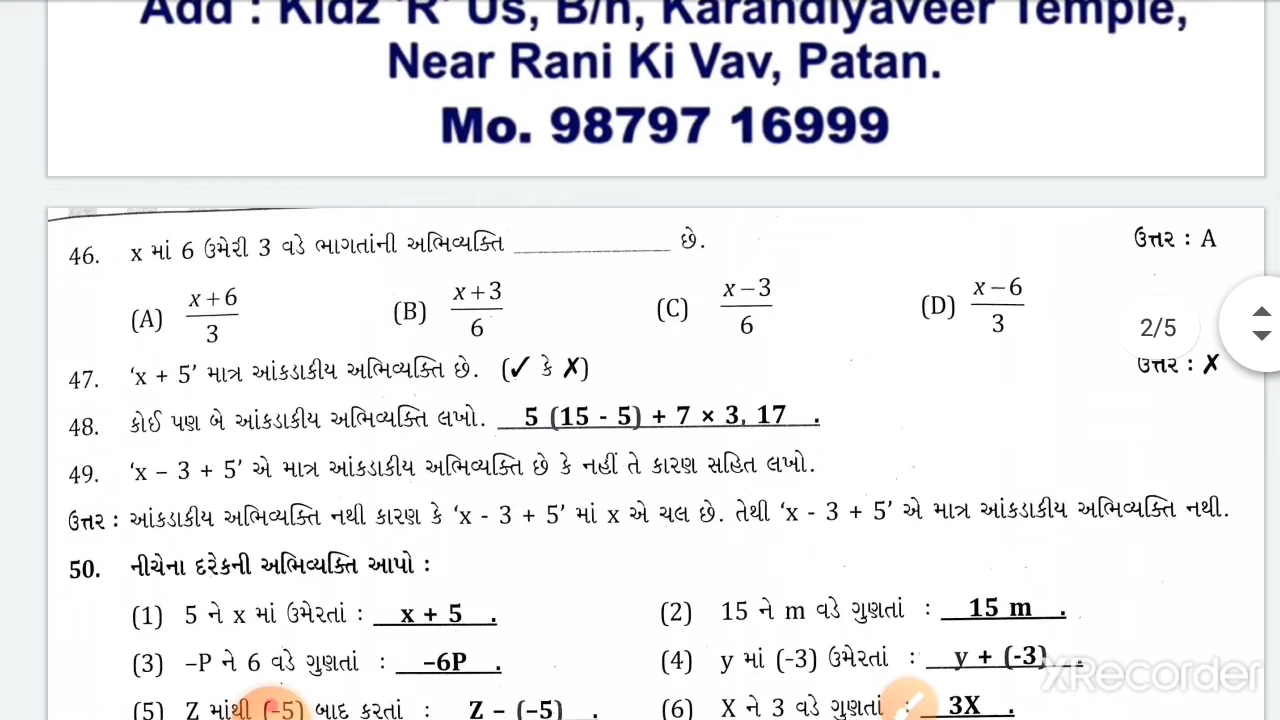 Add : Kidz 'R' Us, B/h, Karandiyaveer Temple,
Near Rani Ki Vav, Patan.
Mo. 98797 16999
46. x માં 6 ઉમેરી 3 વડે ભાગતાંની અભિવ્યક્તિ ____________ છે. ઉત્તર : A
(A) x+6/3 (B) x+3/6 (C) x−3/6 (D) x−6/3
2/5
47. 'x + 5' માત્ર આંકડાકીય અભિવ્યક્તિ છે. (✓ કે ✗) ઉત્તર : ✗
48. કોઈ પણ બે આંકડાકીય અભિવ્યક્તિ લખો. 5 (15 - 5) + 7 × 3, 17 .
49. 'x – 3 + 5' એ માત્ર આંકડાકીય અભિવ્યક્તિ છે કે નહીં તે કારણ સહિત લખો.
ઉત્તર : આંકડાકીય અભિવ્યક્તિ નથી કારણ કે 'x - 3 + 5' માં x એ ચલ છે. તેથી 'x - 3 + 5' એ માત્ર આંકડાકીય અભિવ્યક્તિ નથી.
50. નીચેના દરેકની અભિવ્યક્તિ આપો :
(1) 5 ને x માં ઉમેરતાં : x + 5 . (2) 15 ને m વડે ગુણતાં : 15 m .
(3) –P ને 6 વડે ગુણતાં : –6P . (4) y માં (-3) ઉમેરતાં : y + (-3) .
XRecorder
(5) Z માંથી (–5) બાદ કરતાં : Z – (–5) . (6) X ને 3 વડે ગુણતાં : 3X .